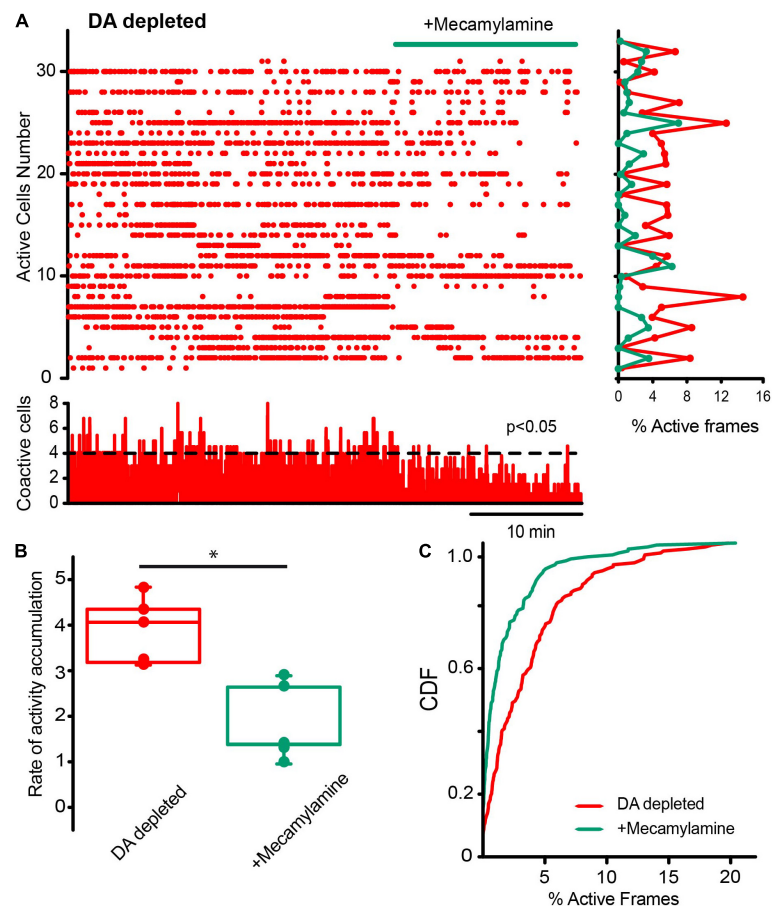 A
DA depleted
+Mecamylamine
Active Cells Number
30
20
10
0
0 4 8 12 16
% Active frames
Coactive cells
8
6
4
2
0
p<0.05
10 min
B
*
Rate of activity accumulation
5
4
3
2
1
0
DA depleted
+Mecamylamine
C
CDF
1.0
0.6
0.2
0
DA depleted
+Mecamylamine
5 10 15 20
% Active Frames